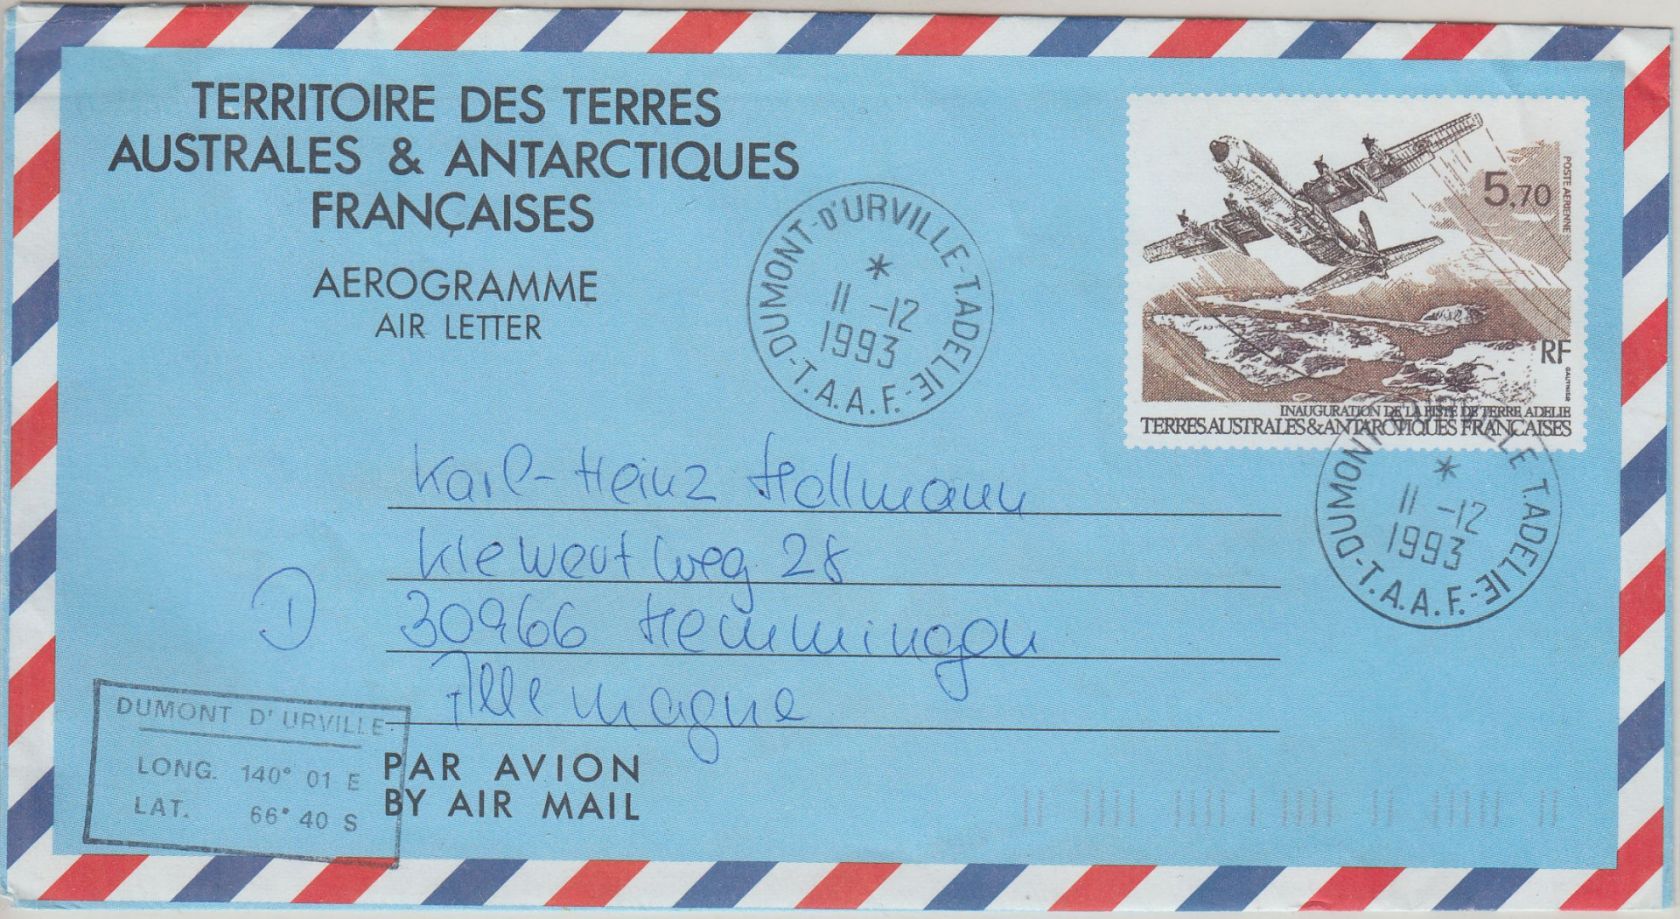 TERRITOIRE DES TERRES
AUSTRALES & ANTARCTIQUES
FRANÇAISES
AEROGRAMME
AIR LETTER
DUMONT-D'URVILLE-T.ADELIE-T.A.A.F.
*
11 -12
1993
5,70
POSTE AERIENNE
RF
GAUTHIER
INAUGURATION DE LA PISTE DE TERRE ADELIE
TERRES AUSTRALES & ANTARCTIQUES FRANÇAISES
DUMONT-D'URVILLE T.ADELIE-T.A.A.F.
*
11 -12
1993
Karl-Heinz
28
D 30966 Hemmingen
Allemagne
DUMONT D'URVILLE
LONG. 140° 01 E
LAT. 66° 40 S
PAR AVION
BY AIR MAIL